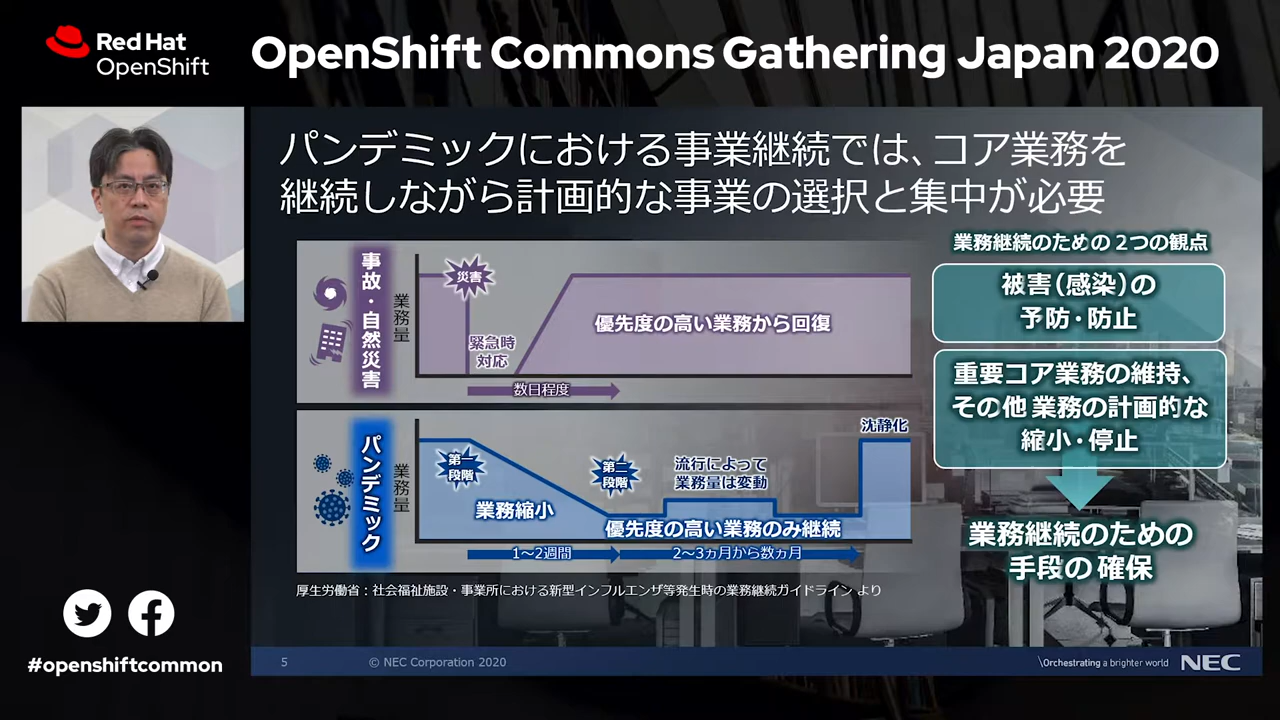 Red Hat
OpenShift
OpenShift Commons Gathering Japan 2020
パンデミックにおける事業継続では、コア業務を
継続しながら計画的な事業の選択と集中が必要
事故・自然災害
業務量
災害
緊急時
対応
優先度の高い業務から回復
数日程度
パンデミック
業務量
第一
段階
業務縮小
第二
段階
流行によって
業務量は変動
沈静化
優先度の高い業務のみ継続
1～2週間
2～3ヵ月から数ヵ月
厚生労働省：社会福祉施設・事業所における新型インフルエンザ等発生時の業務継続ガイドライン より
業務継続のための２つの観点
被害（感染）の
予防・防止
重要コア業務の維持、
その他 業務の計画的な
縮小・停止
業務継続のための
手段の 確保
#openshiftcommon
5
© NEC Corporation 2020
\Orchestrating a brighter world
NEC